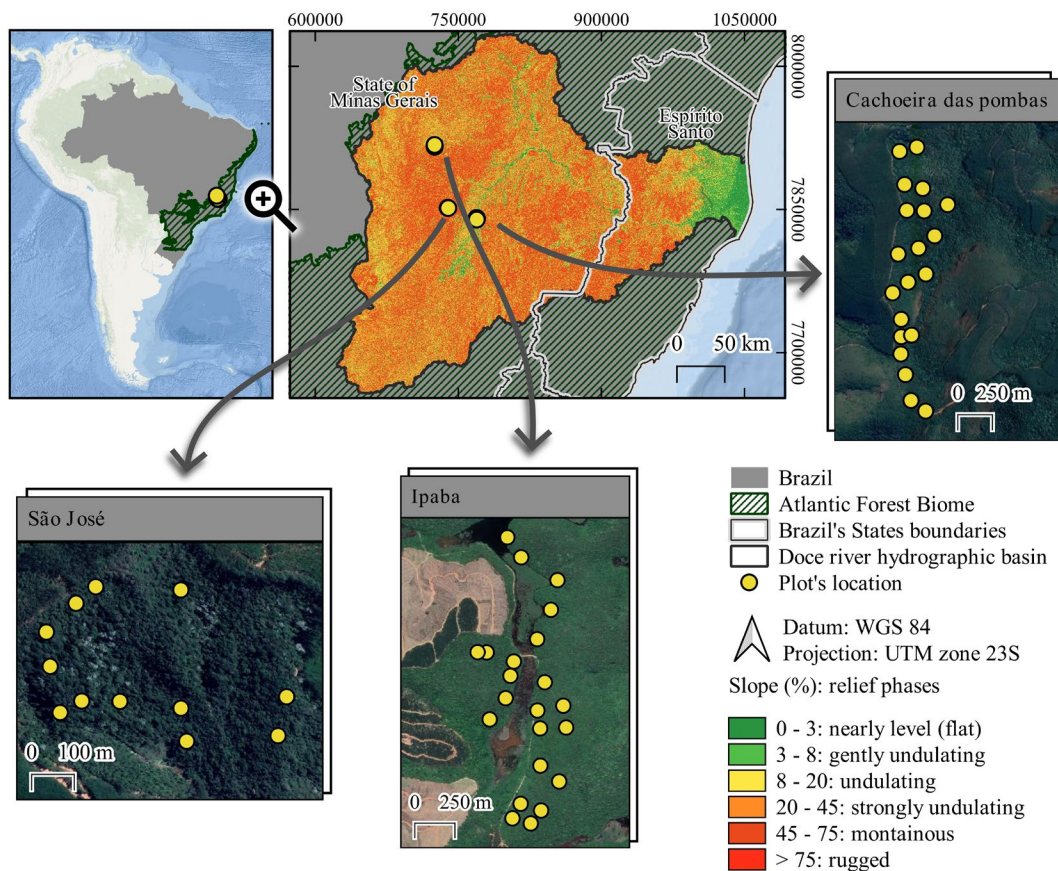 600000 750000 900000 1050000
8000000
7850000
7700000
State of
Minas Gerais
Espírito
Santo
0 50 km
Cachoeira das pombas
0 250 m
São José
0 100 m
Ipaba
0 250 m
Brazil
Atlantic Forest Biome
Brazil's States boundaries
Doce river hydrographic basin
Plot's location
Datum: WGS 84
Projection: UTM zone 23S
Slope (%): relief phases
0 - 3: nearly level (flat)
3 - 8: gently undulating
8 - 20: undulating
20 - 45: strongly undulating
45 - 75: montainous
> 75: rugged